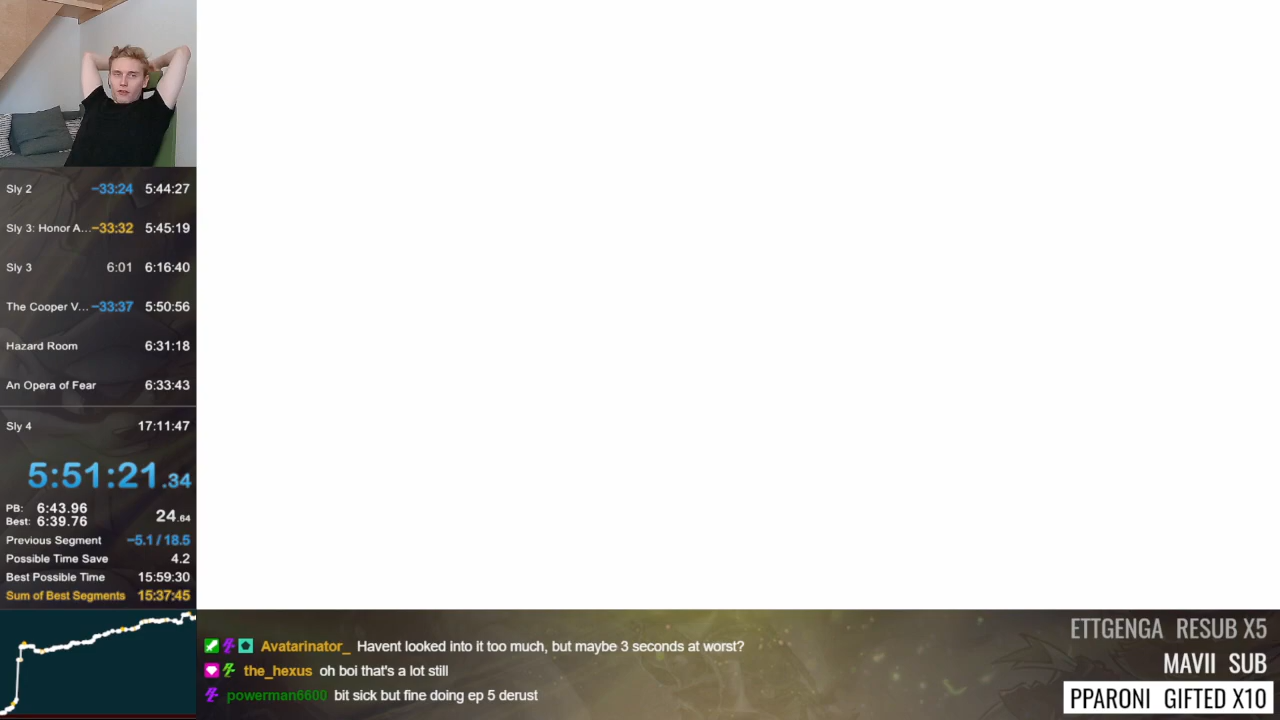 Sly 2 −33:24 5:44:27
Sly 3: Honor A... −33:32 5:45:19
Sly 3 6:01 6:16:40
The Cooper V... −33:37 5:50:56
Hazard Room 6:31:18
An Opera of Fear 6:33:43
Sly 4 17:11:47
5:51:21.34
PB: 6:43.96
Best: 6:39.76 24.64
Previous Segment −5.1 / 18.5
Possible Time Save 4.2
Best Possible Time 15:59:30
Sum of Best Segments 15:37:45
Avatarinator_ Havent looked into it too much, but maybe 3 seconds at worst?
the_hexus oh boi that's a lot still
powerman6600 bit sick but fine doing ep 5 derust
ETTGENGA RESUB X5
MAVII SUB
PPARONI GIFTED X10